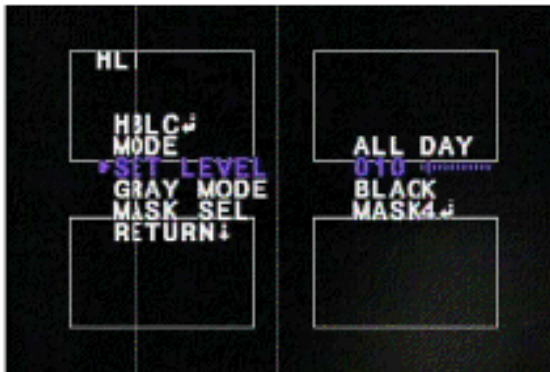 HL
HBLC↲
MODE ALL DAY
SET LEVEL 010
GRAY MODE BLACK
MASK SEL MASK4↲
RETURN↓